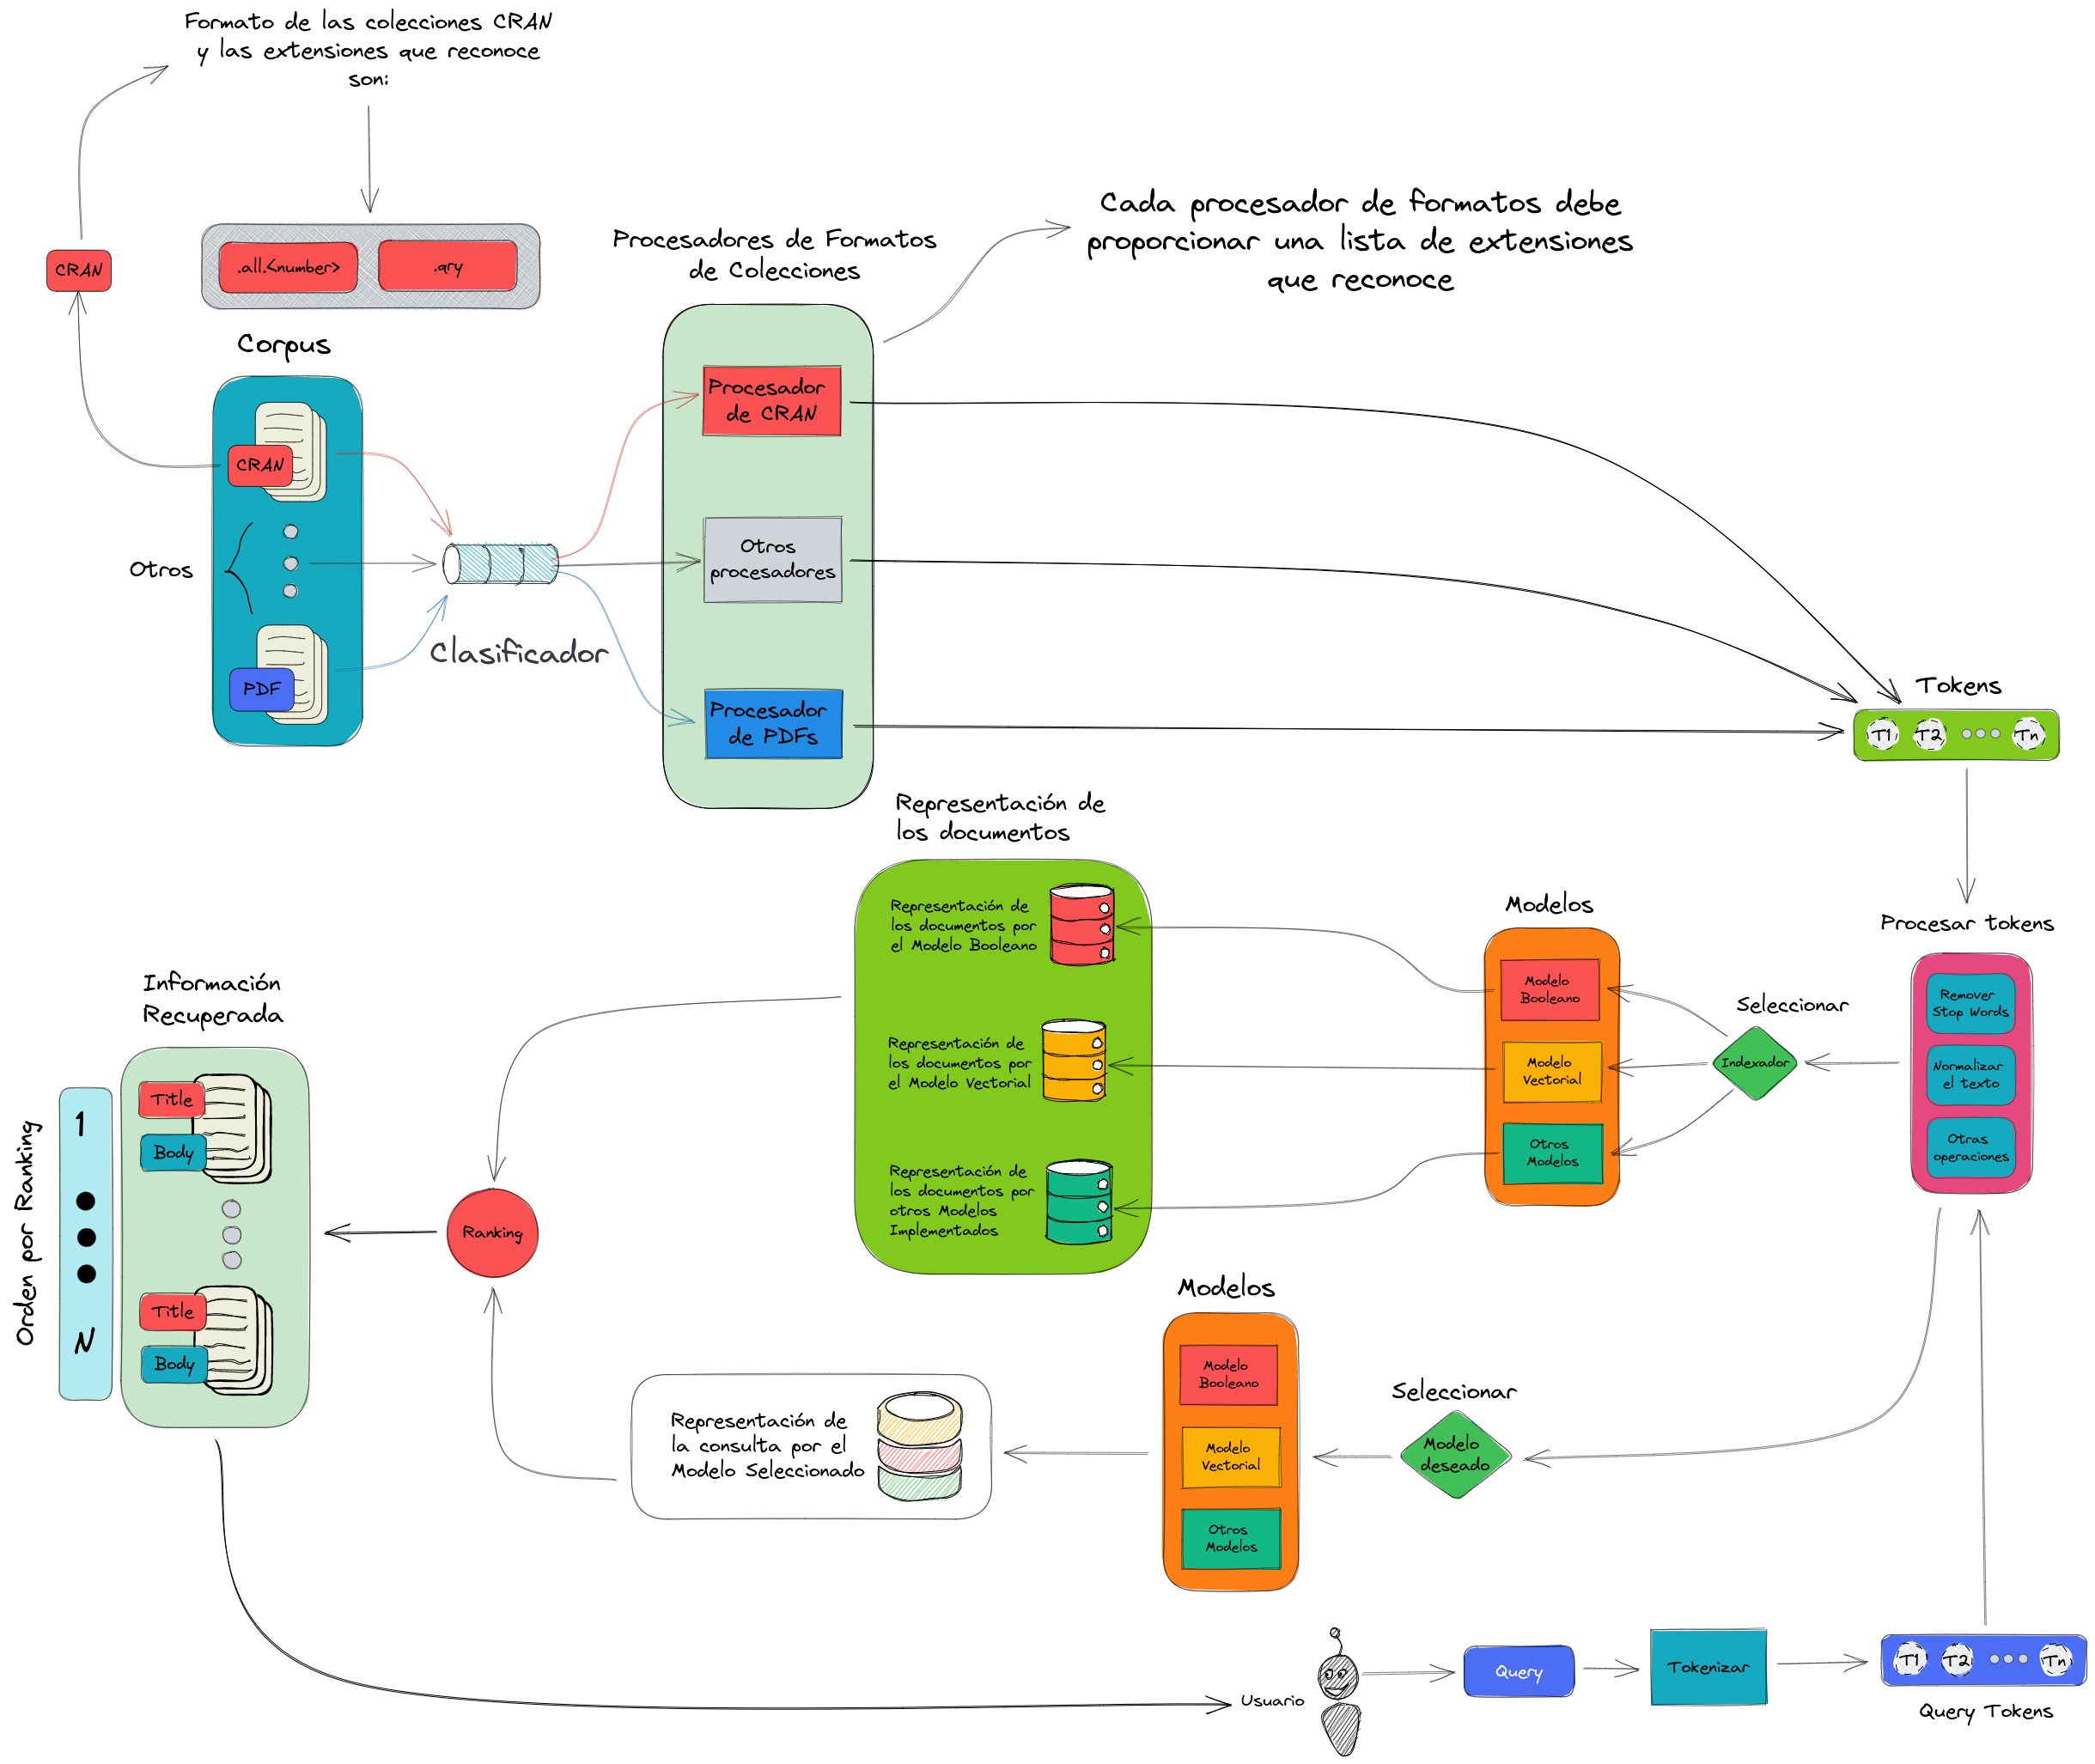 Formato de las colecciones CRAN
y las extensiones que reconoce
son:
CRAN
.all.<number>
.qry
Corpus
CRAN
Otros
PDF
Clasificador
Procesadores de Formatos
de Colecciones
Procesador
de CRAN
Otros
procesadores
Procesador
de PDFs
Cada procesador de formatos debe
proporcionar una lista de extensiones
que reconoce
Tokens
T1
T2
Tn
Procesar tokens
Remover
Stop Words
Normalizar
el texto
Otras
operaciones
Seleccionar
Indexador
Modelos
Modelo
Booleano
Modelo
Vectorial
Otros
Modelos
Representación de
los documentos
Representación de
los documentos por
el Modelo Booleano
Representación de
los documentos por
el Modelo Vectorial
Representación de
los documentos por
otros Modelos
Implementados
Información
Recuperada
Orden por Ranking
1
N
Title
Body
Title
Body
Ranking
Representación de
la consulta por el
Modelo Seleccionado
Modelos
Modelo
Booleano
Modelo
Vectorial
Otros
Modelos
Seleccionar
Modelo
deseado
Usuario
Query
Tokenizar
T1
T2
Tn
Query Tokens